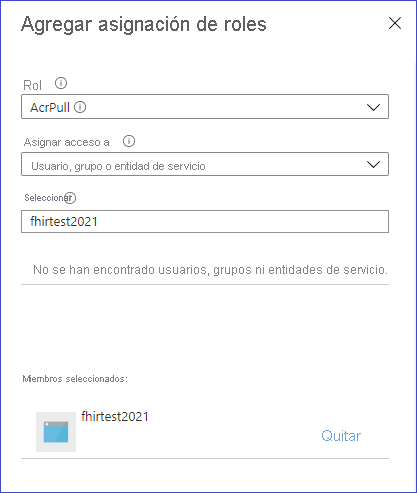 Agregar asignación de roles
Rol
AcrPull
Asignar acceso a
Usuario, grupo o entidad de servicio
Seleccionar
fhirtest2021
No se han encontrado usuarios, grupos ni entidades de servicio.
Miembros seleccionados:
fhirtest2021
Quitar